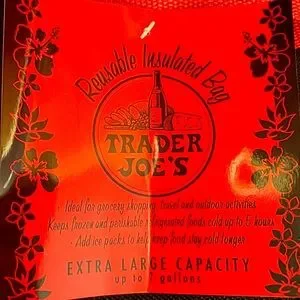 Reusable Insulated Bag
TRADER
JOE'S
• Ideal for grocery shopping, travel and outdoor activities
Keeps frozen and perishable refrigerated foods cold up to hours
• Add ice packs to help keep food stay cold longer
EXTRA LARGE CAPACITY
up to gallons